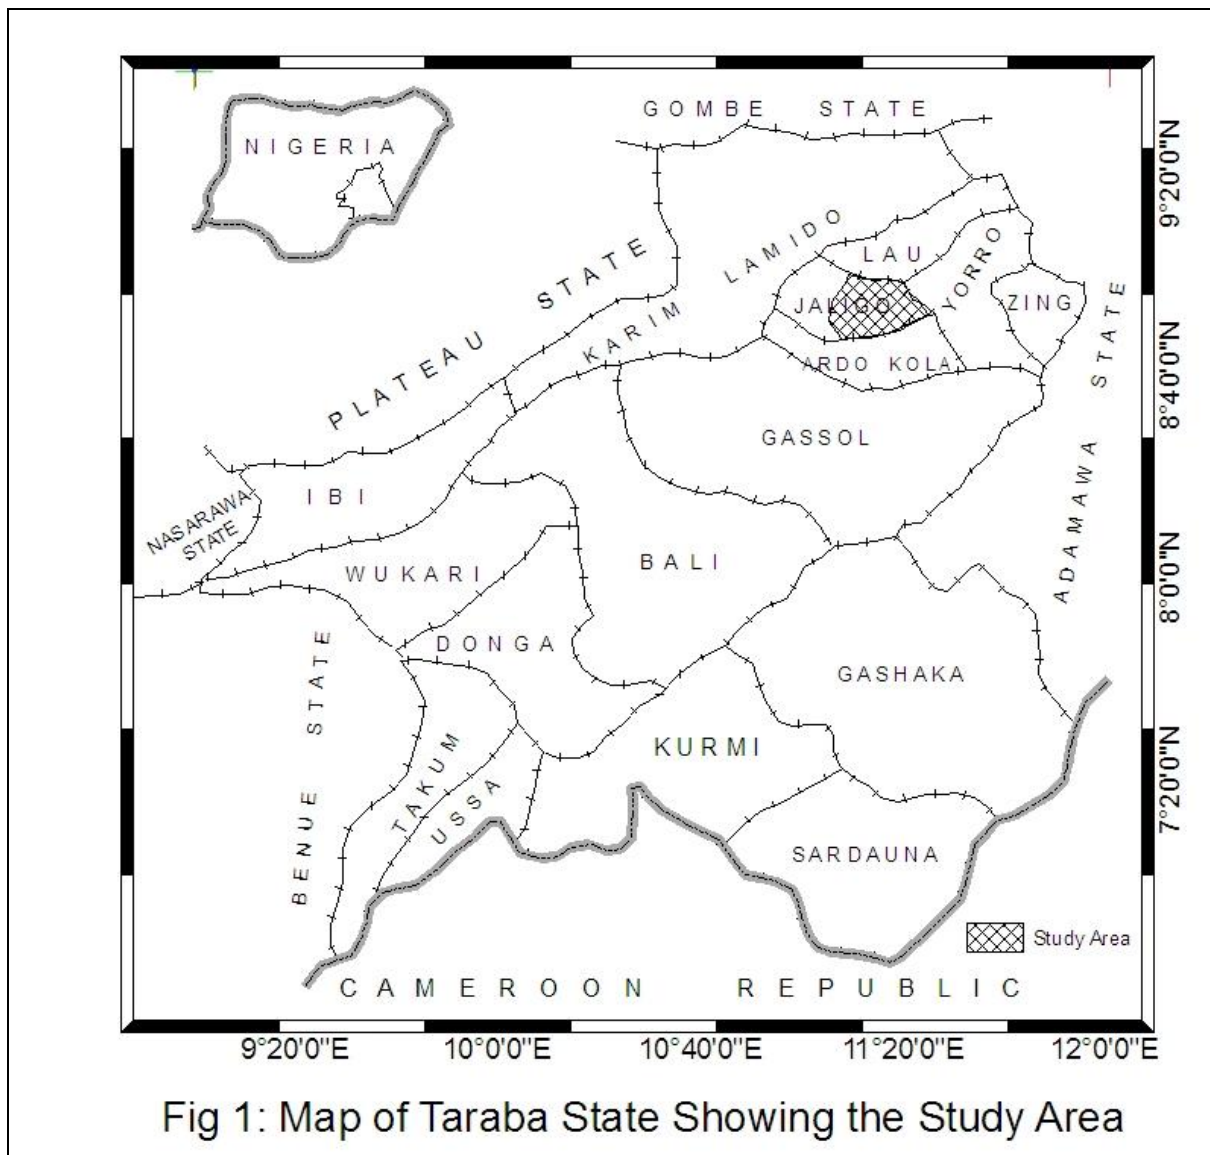 GOMBE STATE
NIGERIA
PLATEAU STATE
KARIM LAMIDO
LAU
YORRO
JALIGO
ZING
ARDO KOLA
ADAMAWA STATE
GASSOL
IBI
NASARAWA
STATE
BALI
WUKARI
DONGA
GASHAKA
BENUE STATE
KURMI
TAKUM
USSA
SARDAUNA
Study Area
CAMEROON REPUBLIC
9°20'0"N
8°40'0"N
8°0'0"N
7°20'0"N
9°20'0"E 10°0'0"E 10°40'0"E 11°20'0"E 12°0'0"E
Fig 1: Map of Taraba State Showing the Study Area